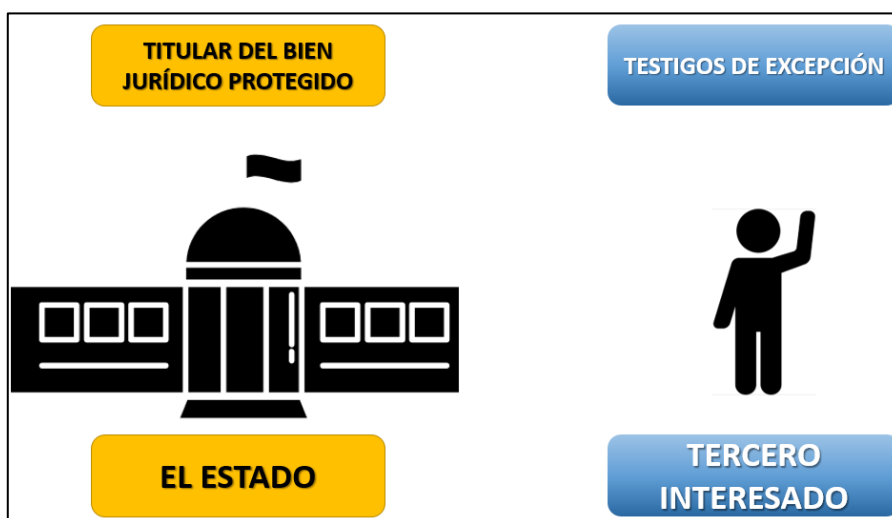 TITULAR DEL BIEN
JURÍDICO PROTEGIDO
TESTIGOS DE EXCEPCIÓN
EL ESTADO
TERCERO
INTERESADO